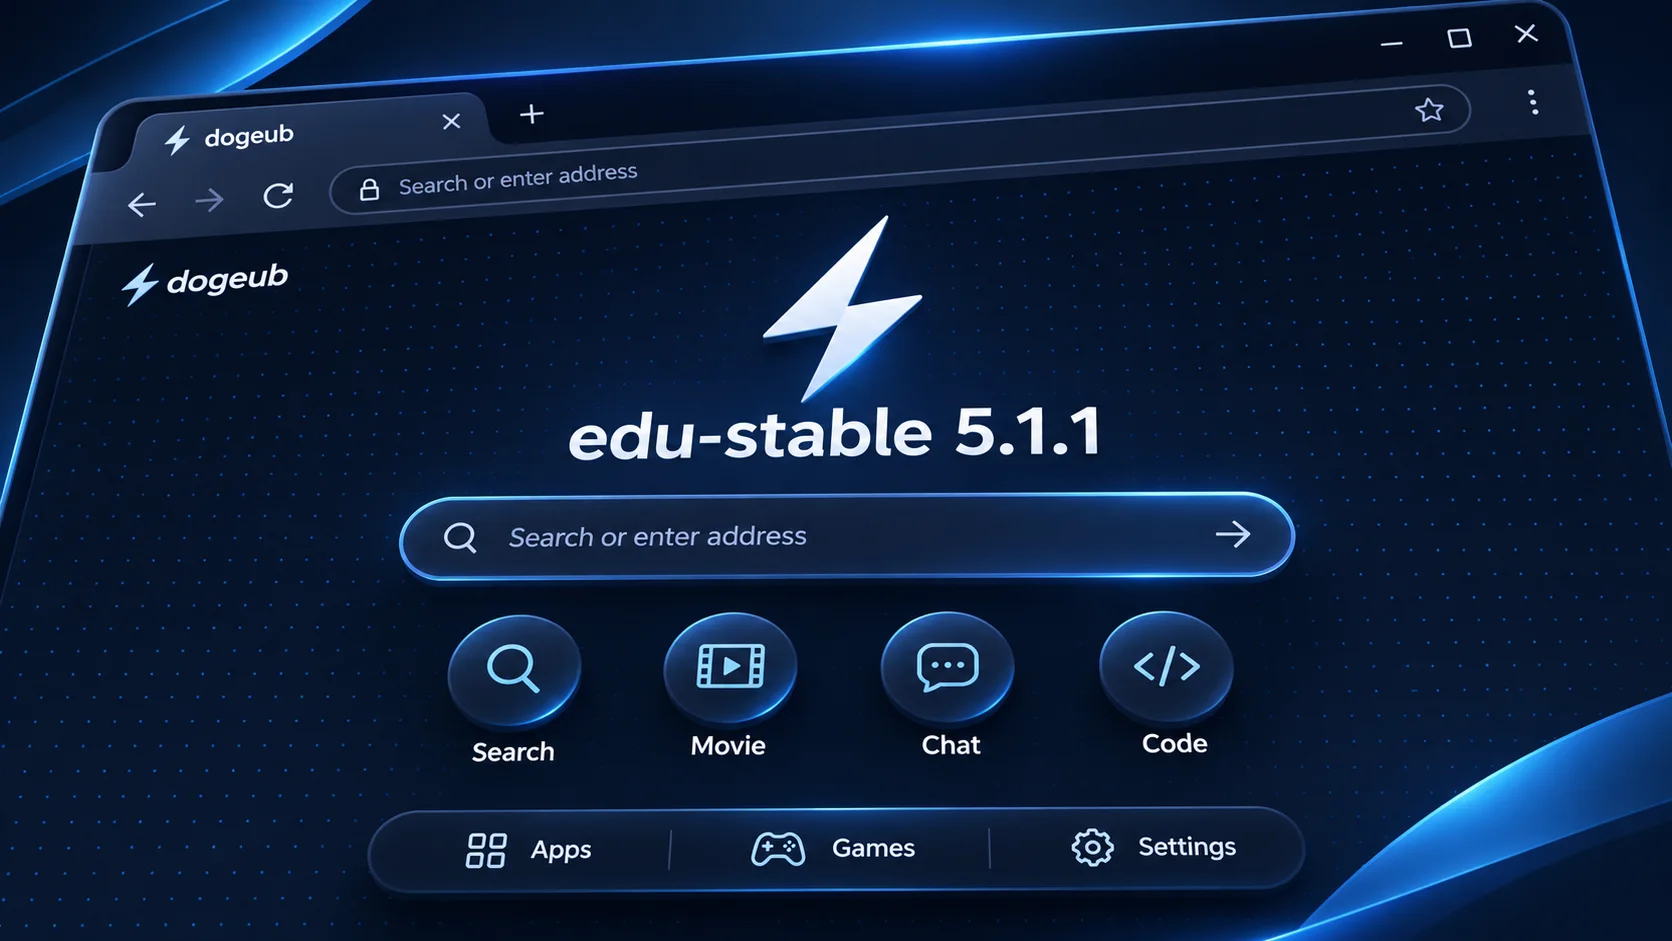 dogeub
Search or enter address
dogeub
edu-stable 5.1.1
Search or enter address
Search
Movie
Chat
Code
Apps
Games
Settings